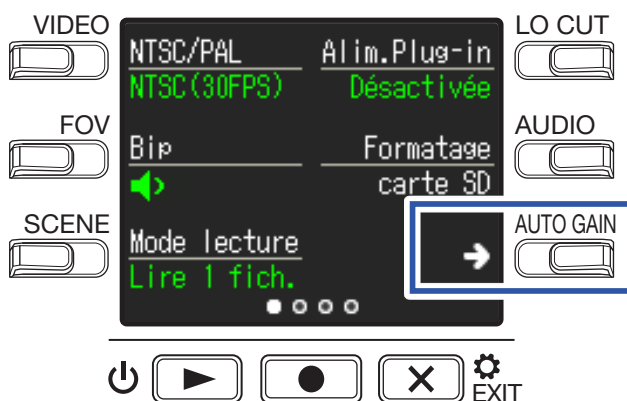 VIDEO
LO CUT
NTSC/PAL
Alim.Plug-in
NTSC(30FPS)
Désactivée
FOV
AUDIO
Bip
Formatage
carte SD
SCENE
AUTO GAIN
Mode lecture
Lire 1 fich.
EXIT